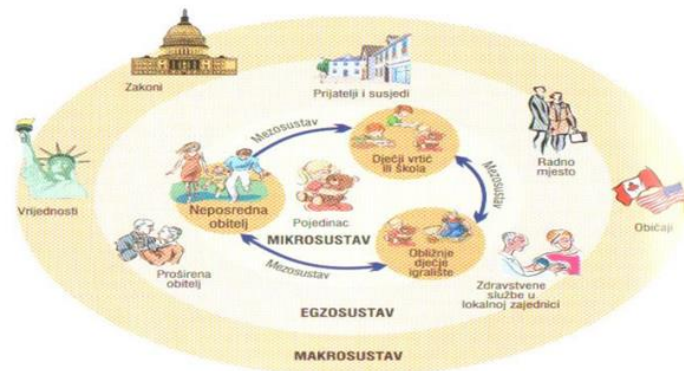 Zakoni
Prijatelji i susjedi
Mezosustav
Dječji vrtić
ili škola
Radno
mjesto
Vrijednosti
Neposredna
obitelj
Pojedinac
Mezosustav
Običaji
MIKROSUSTAV
Proširena
obitelj
Mezosustav
Obližnje
dječje
igralište
Zdravstvene
službe u
lokalnoj zajednici
EGZOSUSTAV
MAKROSUSTAV